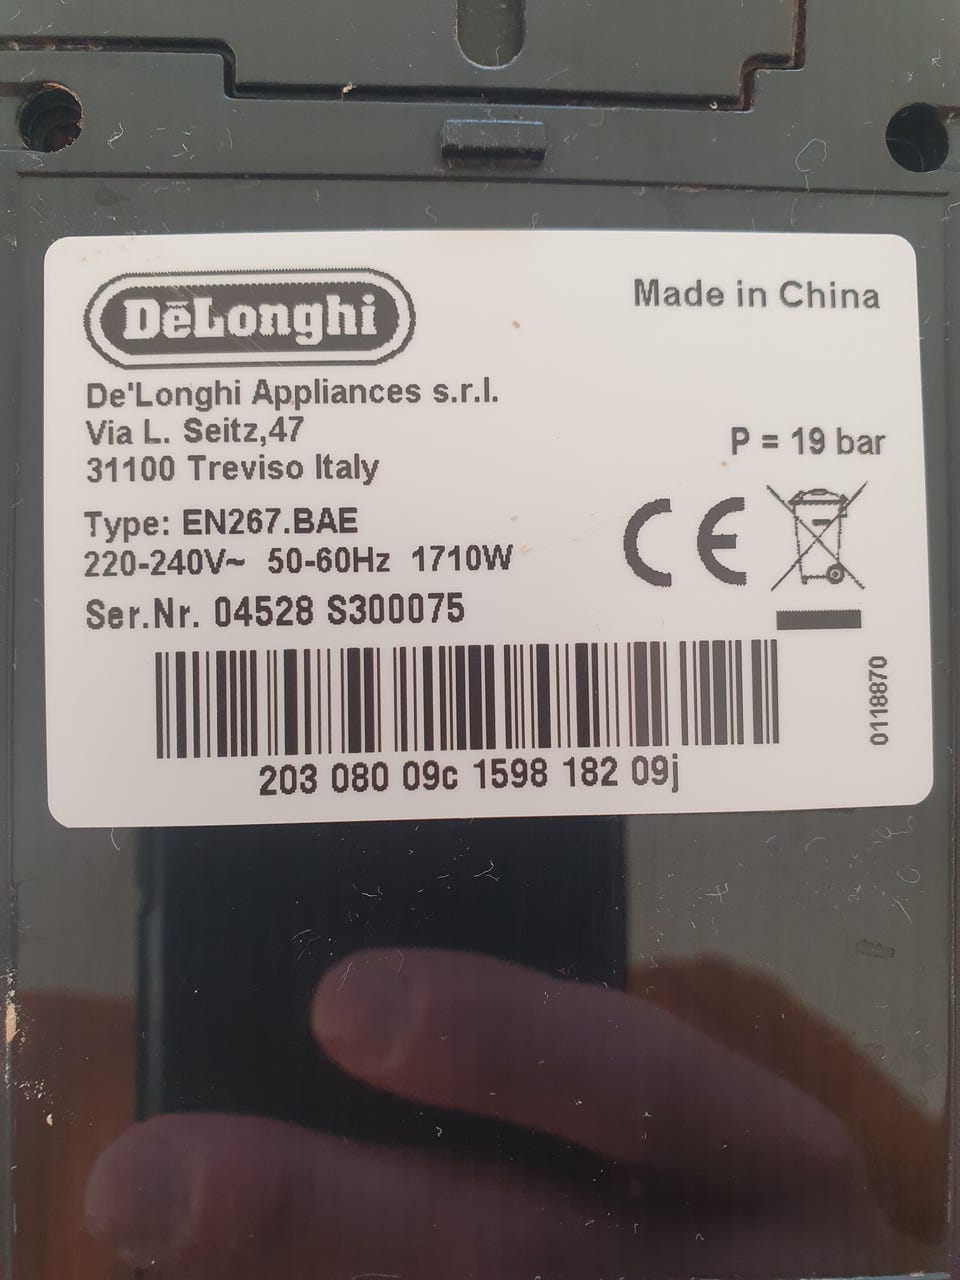 DēLonghi
Made in China
De'Longhi Appliances s.r.l.
Via L. Seitz,47
31100 Treviso Italy
P = 19 bar
Type: EN267.BAE
220-240V~ 50-60Hz 1710W
CE
Ser.Nr. 04528 S300075
0118870
203 080 09c 1598 182 09j